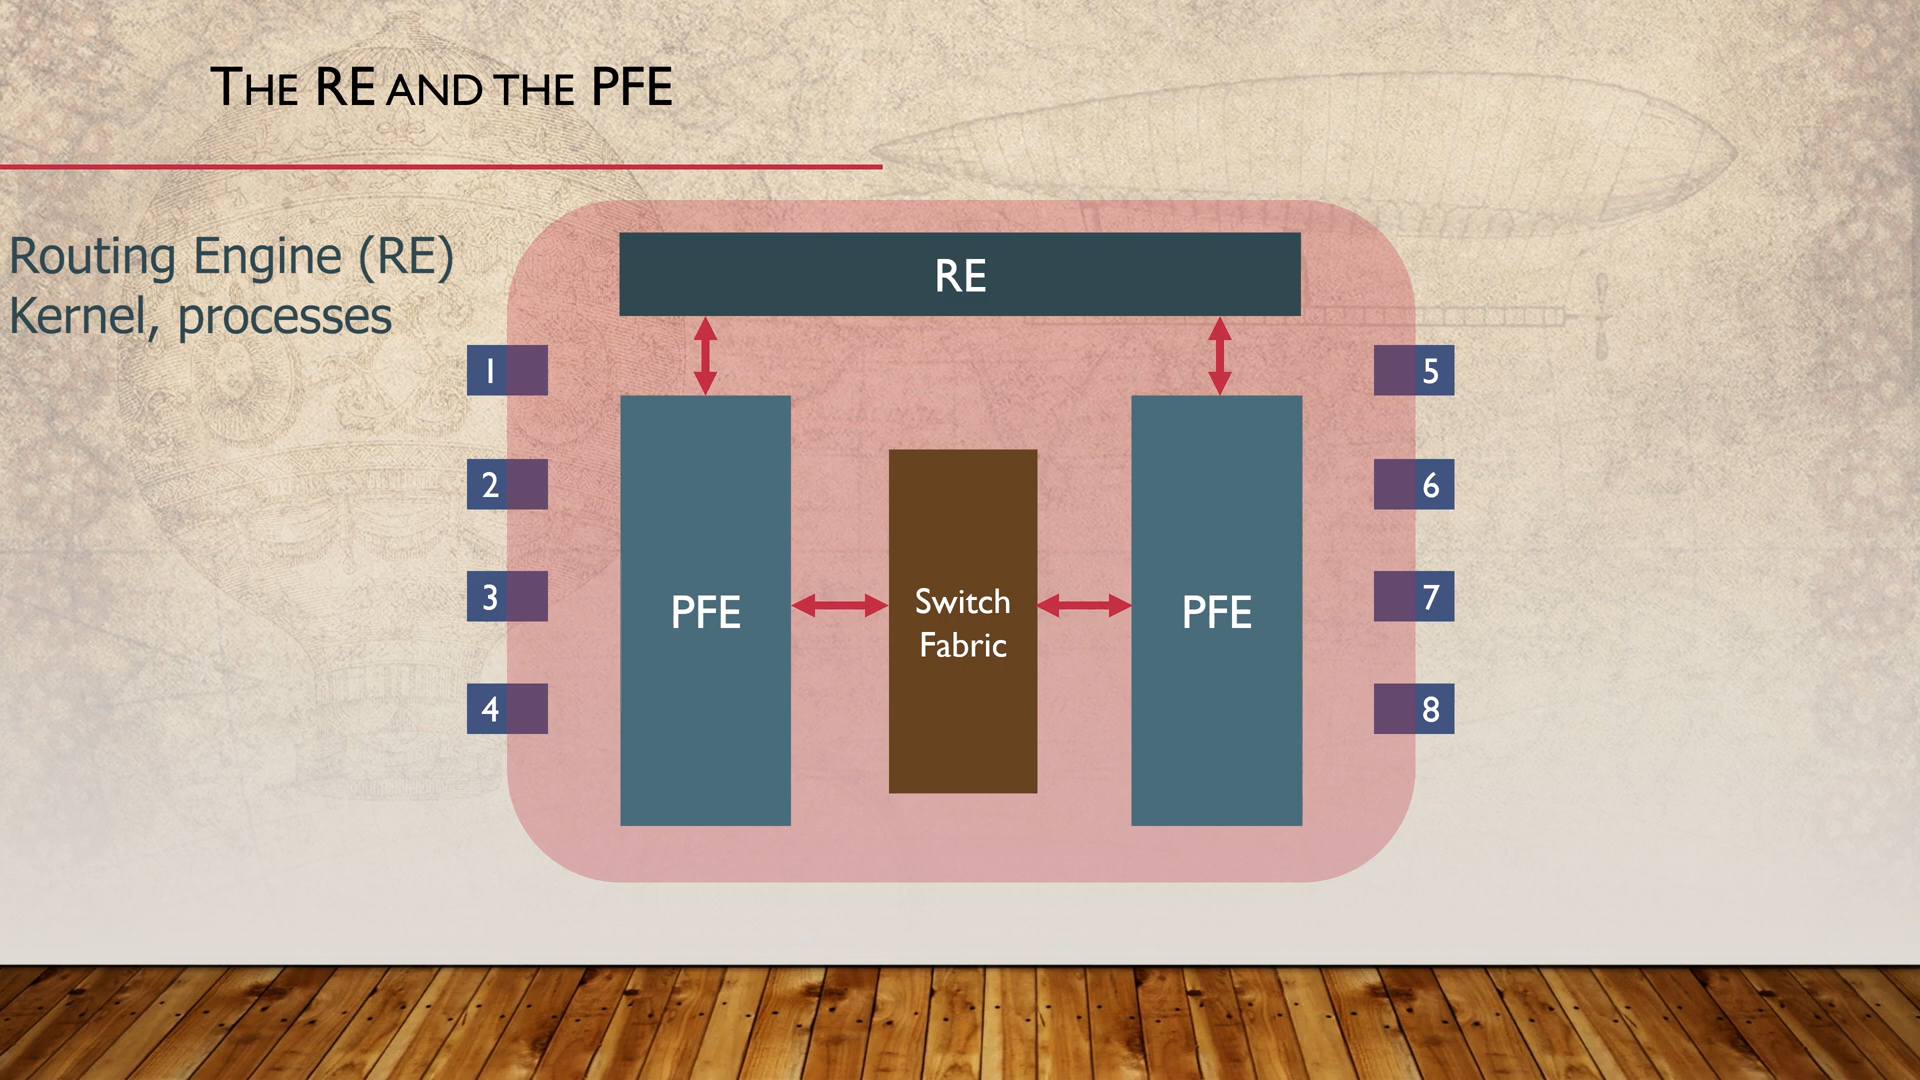 THE RE AND THE PFE
Routing Engine (RE)
Kernel, processes
RE
1
2
3
4
5
6
7
8
PFE
Switch
Fabric
PFE